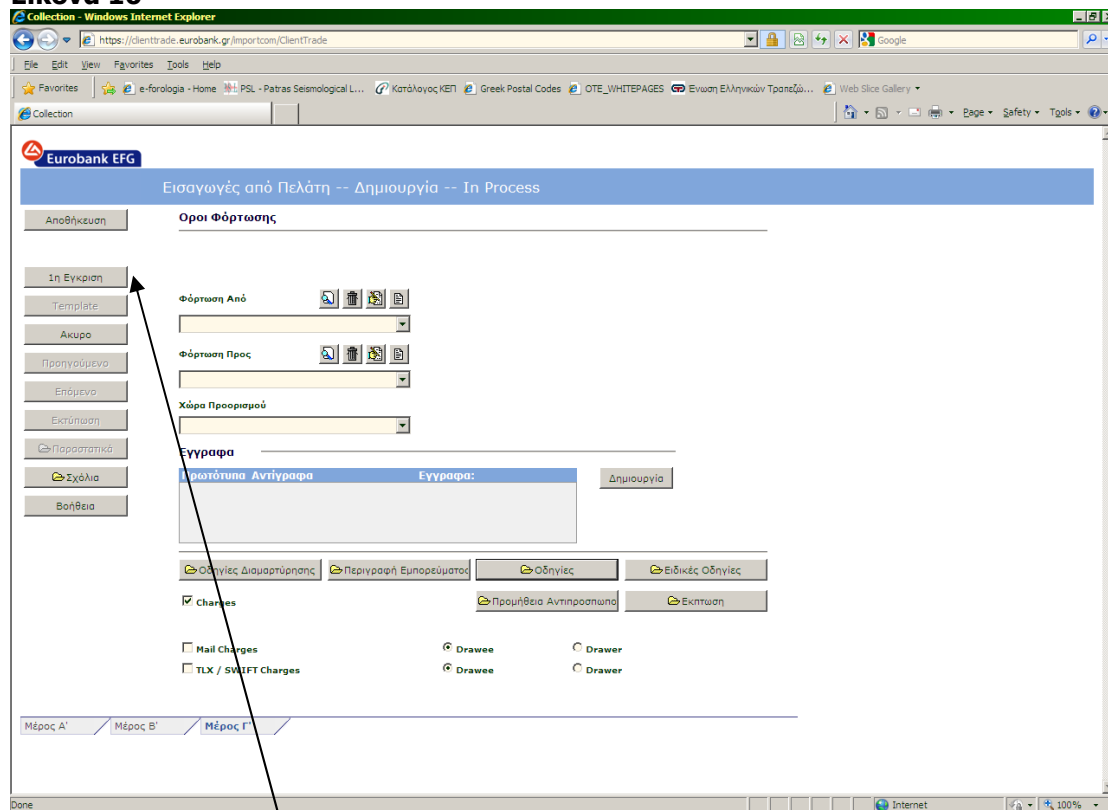 Εικόνα 16
Collection - Windows Internet Explorer
https://clienttrade.eurobank.gr/importcom/ClientTrade
Google
File Edit View Favorites Tools Help
Favorites e-forologia - Home PSL - Patras Seismological L... Κατάλογος ΚΕΠ Greek Postal Codes OTE_WHITEPAGES Ενωση Ελληνικών Τραπεζώ... Web Slice Gallery
Collection Page Safety Tools
Eurobank EFG
Εισαγωγές από Πελάτη -- Δημιουργία -- In Process
Αποθήκευση
Οροι Φόρτωσης
1η Εγκριση
Template
Φόρτωση Από
Ακυρο
Προηγούμενο
Φόρτωση Προς
Επόμενο
Χώρα Προορισμού
Εκτύπωση
Παραστατικά
Εγγραφα
Σχόλια
Πρωτότυπα Αντίγραφα Εγγραφα:
Δημιουργία
Βοήθεια
Οδηγίες Διαμαρτύρησης Περιγραφή Εμπορεύματος Οδηγίες Ειδικές Οδηγίες
Charges Προμήθεια Αντιπροσωπο Εκπτωση
Mail Charges Drawee Drawer
TLX / SWIFT Charges Drawee Drawer
Μέρος Α' Μέρος Β' Μέρος Γ'
Done Internet 100%